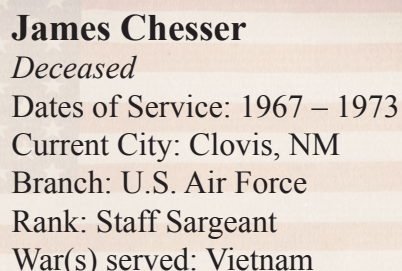 James Chesser
Deceased
Dates of Service: 1967 – 1973
Current City: Clovis, NM
Branch: U.S. Air Force
Rank: Staff Sargeant
War(s) served: Vietnam